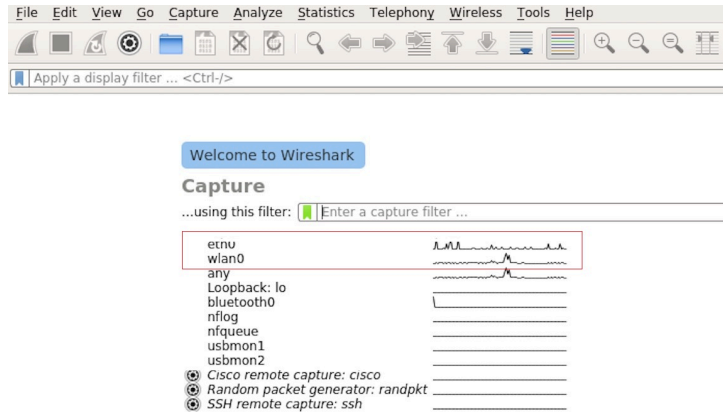 File Edit View Go Capture Analyze Statistics Telephony Wireless Tools Help
Apply a display filter ... <Ctrl-/>
Welcome to Wireshark
Capture
...using this filter: Enter a capture filter ...
eth0
wlan0
any
Loopback: lo
bluetooth0
nflog
nfqueue
usbmon1
usbmon2
Cisco remote capture: cisco
Random packet generator: randpkt
SSH remote capture: ssh